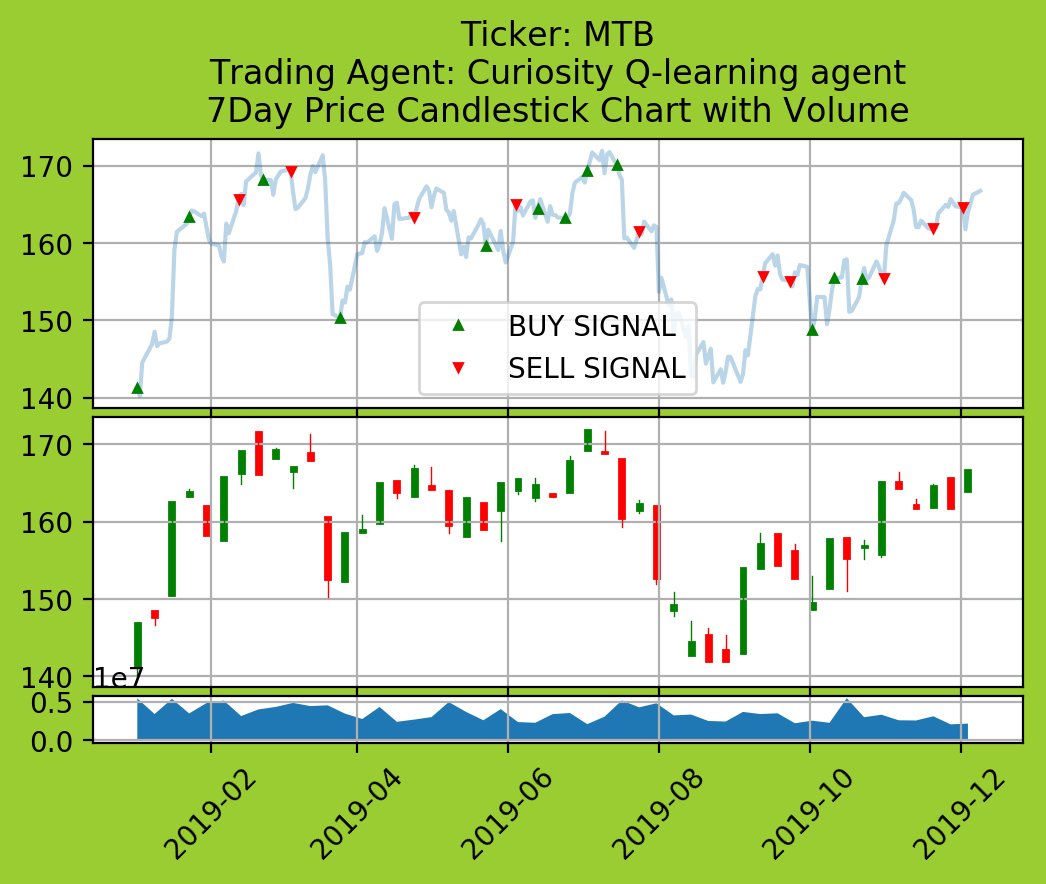 Ticker: MTB
Trading Agent: Curiosity Q-learning agent
7Day Price Candlestick Chart with Volume
170
160
150
140
BUY SIGNAL
SELL SIGNAL
170
160
150
140
1e7
0.5
0.0
2019-02
2019-04
2019-06
2019-08
2019-10
2019-12